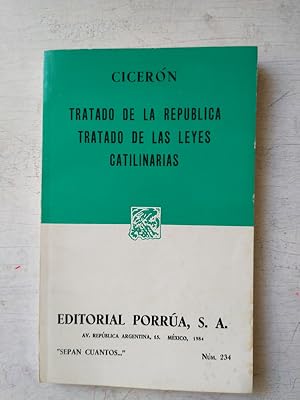 CICERÓN
TRATADO DE LA REPUBLICA
TRATADO DE LAS LEYES
CATILINARIAS
EDITORIAL PORRÚA, S. A.
AV. REPÚBLICA ARGENTINA, 15. MÉXICO, 1984
"SEPAN CUANTOS..." NÚM. 234